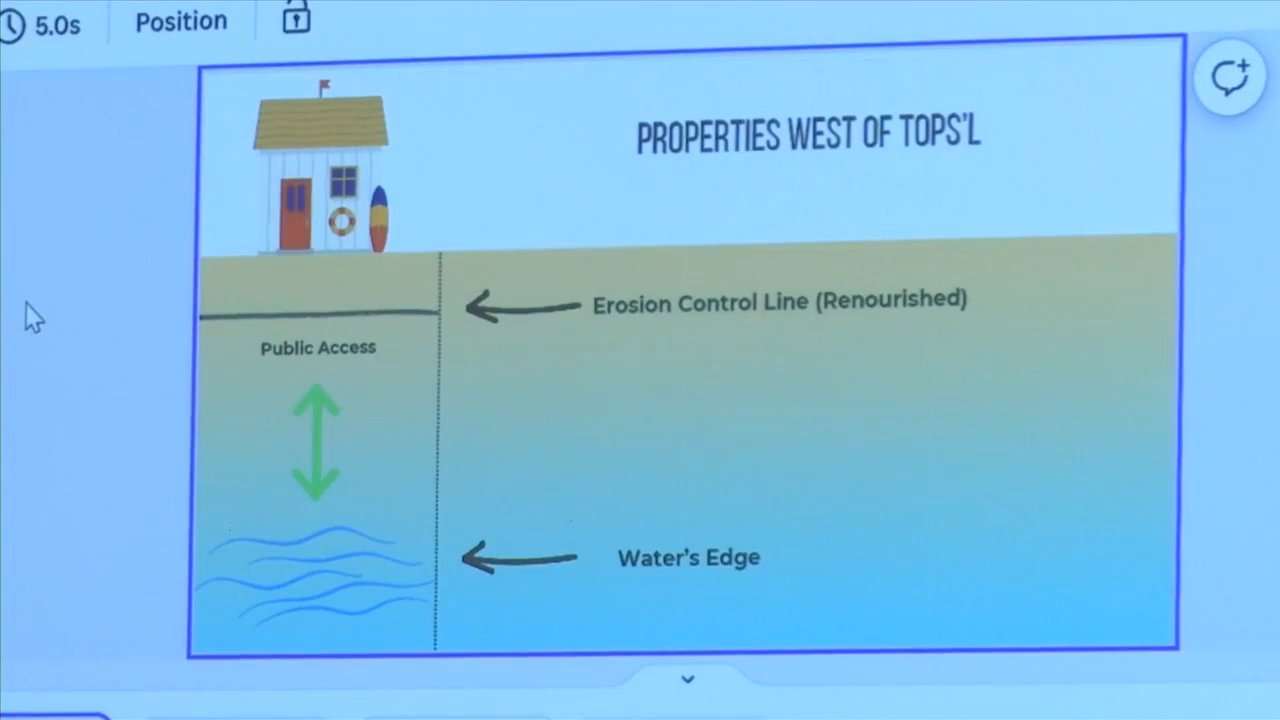 5.0s
Position
PROPERTIES WEST OF TOPS'L
Erosion Control Line (Renourished)
Public Access
Water's Edge